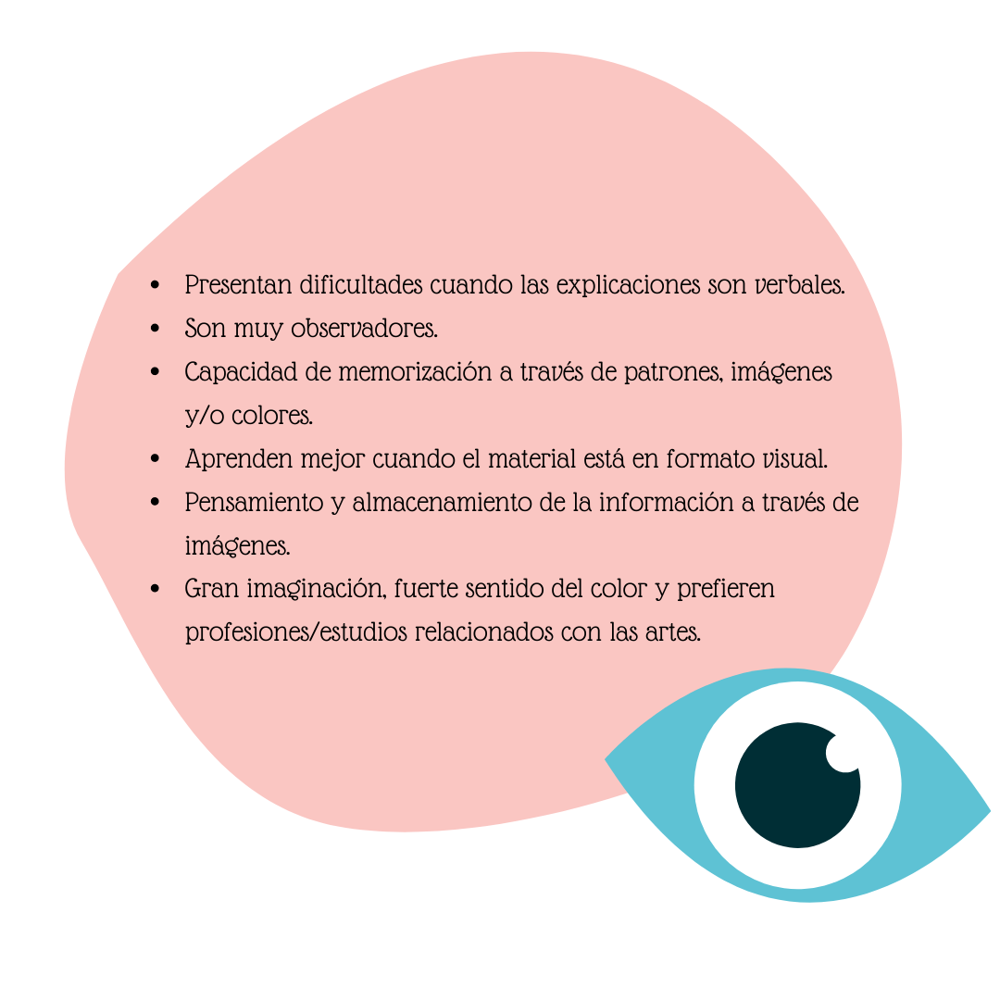 • Presentan dificultades cuando las explicaciones son verbales.
• Son muy observadores.
• Capacidad de memorización a través de patrones, imágenes
y/o colores.
• Aprenden mejor cuando el material está en formato visual.
• Pensamiento y almacenamiento de la información a través de
imágenes.
• Gran imaginación, fuerte sentido del color y prefieren
profesiones/estudios relacionados con las artes.